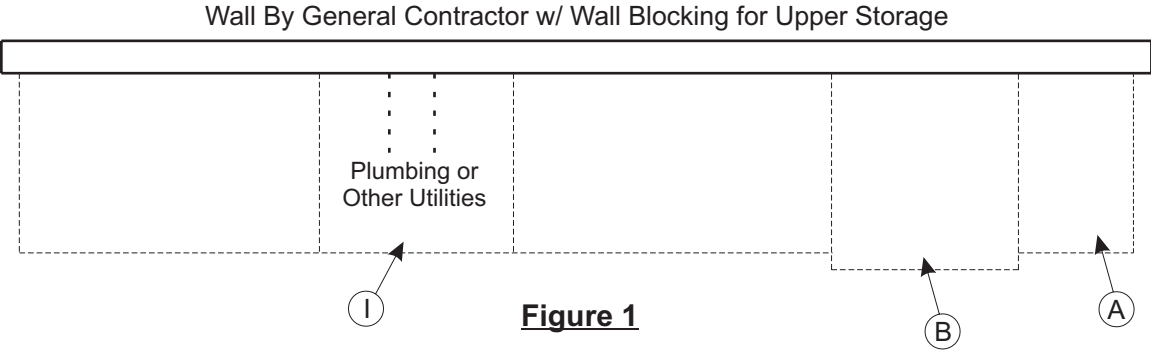 Wall By General Contractor w/ Wall Blocking for Upper Storage
Plumbing or
Other Utilities
I
Figure 1
B
A